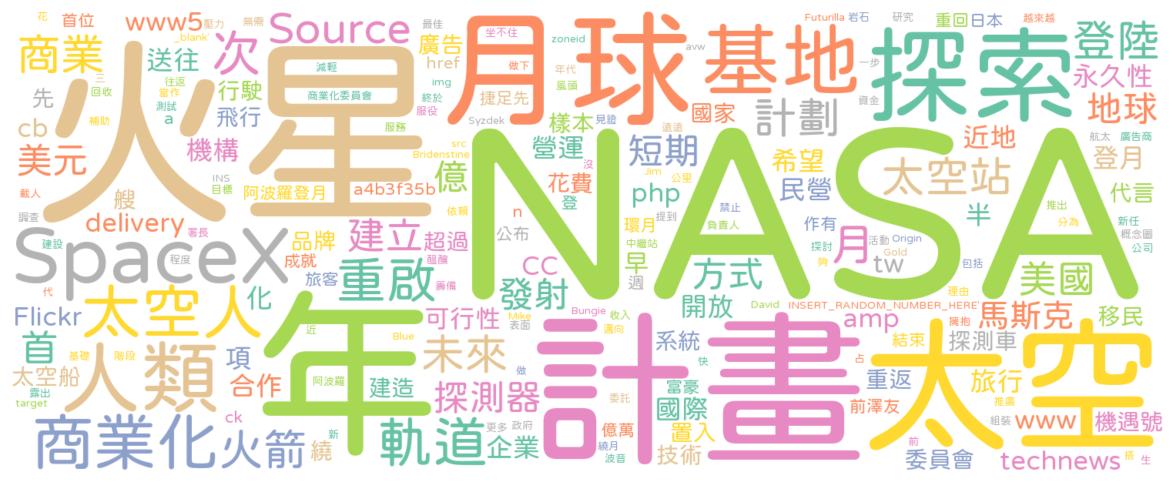 花 壓力 無需 最佳 Futurilla 岩石 研究 越來越
首位 www5 Source 廣告 坐不住 重回 日本
_blank' 月球 基地 探索 登陸
商業 火星 送往 次 href zoneid avw 一步 永久性
三 回收 往返 減輕 img 做下 年代 資金
當作 行駛 商業化委員會 終於 捷足先 風頭 地球
先 測試 服役 國家 計劃
cb 補助 a 飛行 服務 樣本 見證 遠遠 航太 廣告商
美元 機構 src Syzdek 營運 短期 近地 登月
Bridenstine NASA 沒 希望 太空站
載人 INS 目標 阿波羅登月 a4b3f35b 億 花費 Jim 公里 php 民營 代言
艘 依賴 登 禁止 半 推出
調查 delivery n 環月 提到 作有 月 分為 新任
SpaceX 署長 品牌 建立 超過 公布 中繼站 負責人 探討 活動 Origin 概念圖
建設 程度 成就 醞釀 CC 早 夠 Gold tw 公司
代 旅客 重啟 籌備 發射 週 方式 包括 美國
太空人 化 開放 David 理由
Flickr 年 可行性 Mike Bungie 收入 INSERT_RANDOM_NUMBER_HERE' 馬斯克 移民
首 近 Blue 表面 計畫 邁向 amp 擁抱
人類 項 未來 系統 結束 探測車 太空
基礎 階段 快 占
太空船 合作 阿波羅 建造 探測器 做 富豪 重返 旅行
露出 委託 國際 前澤友 推廣
target ck 更多 政府 組裝 www 機遇號
商業化 火箭 新 繞 軌道 企業 繞月 億萬 置入 前 搭
波音 技術 委員會 technews 生